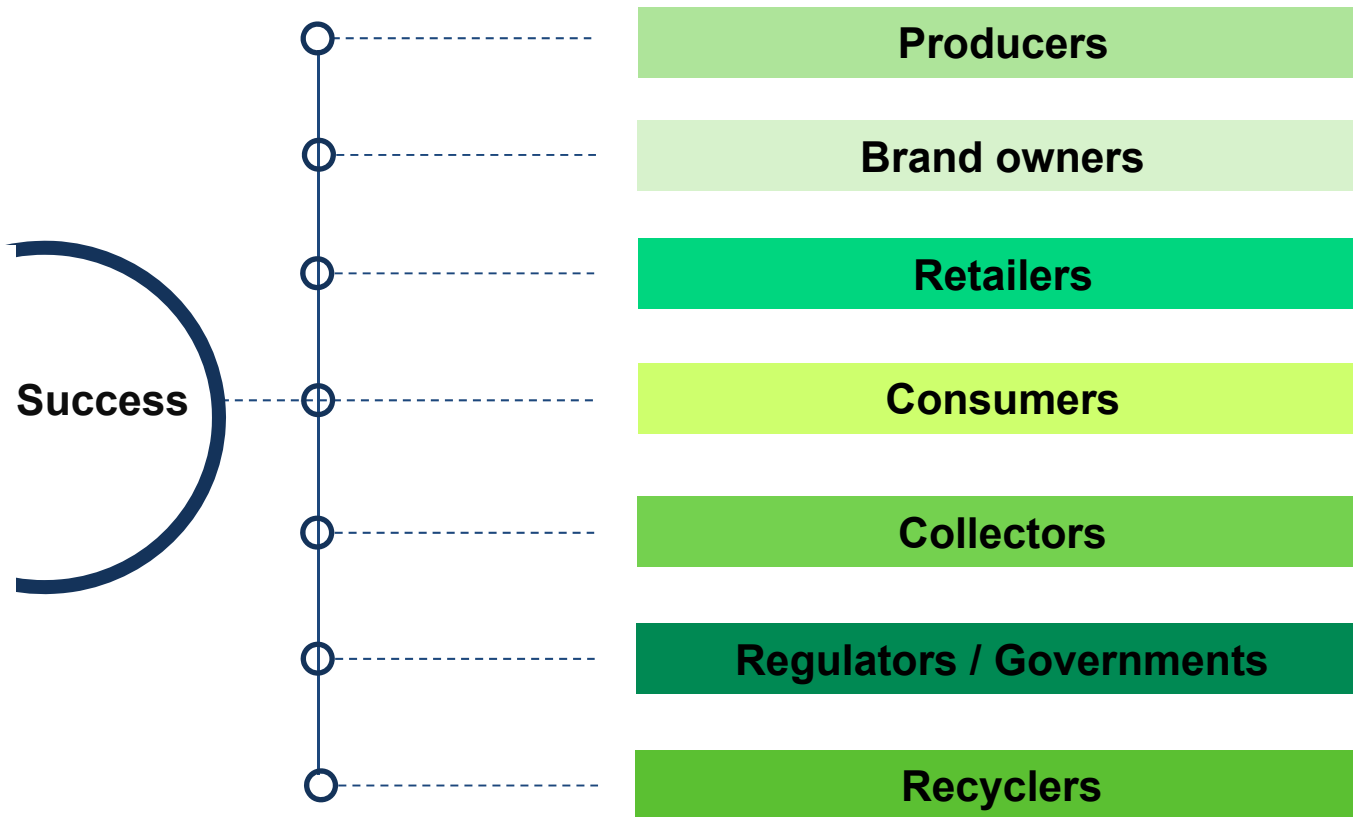 Producers
Brand owners
Retailers
Success
Consumers
Collectors
Regulators / Governments
Recyclers